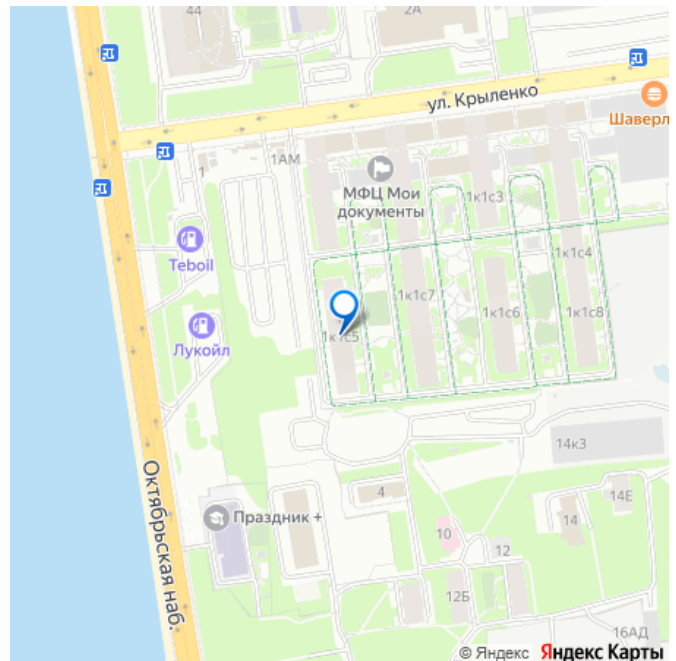 44
2А
ул. Крыленко
Шаверл
1АМ
1
МФЦ Мои
документы
1к1с3
Teboil
1к1с4
1к1с7
1к1с6
1к1с8
Лукойл
1к1с5
14к3
Октябрьская наб.
4
14Е
Праздник +
14
10
12
12Б
16АД
© Яндекс Яндекс Карты